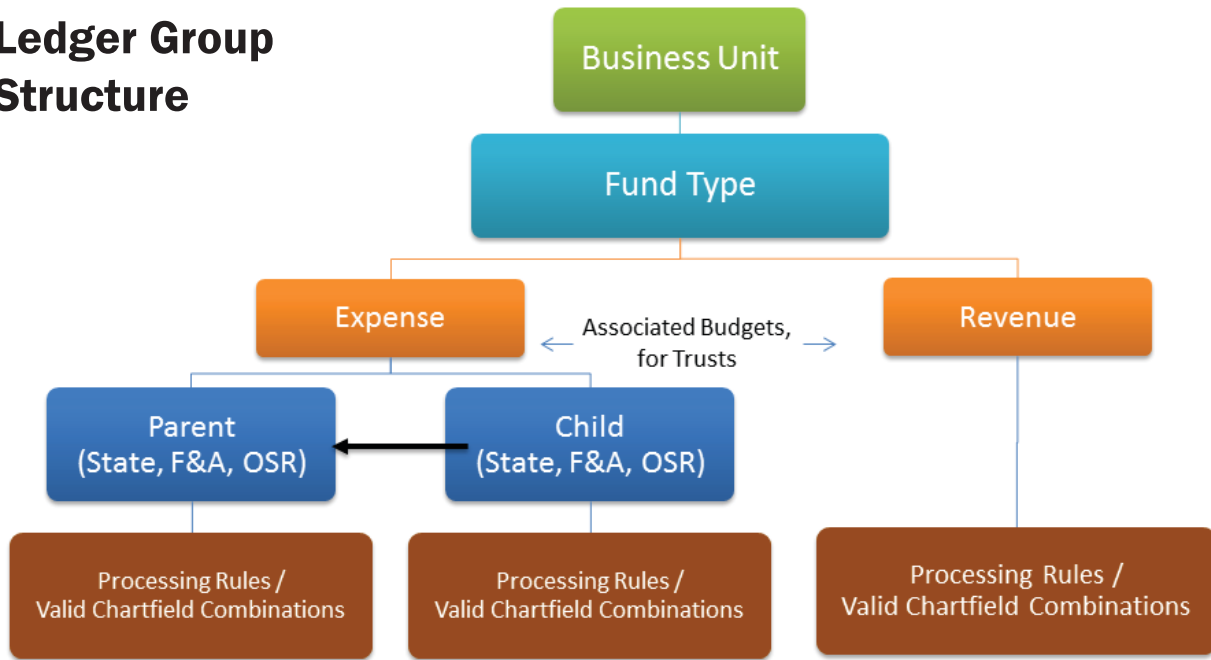 Ledger Group
Structure
Business Unit
Fund Type
Expense
Associated Budgets,
for Trusts
Revenue
Parent
(State, F&A, OSR)
Child
(State, F&A, OSR)
Processing Rules /
Valid Chartfield Combinations
Processing Rules /
Valid Chartfield Combinations
Processing Rules /
Valid Chartfield Combinations